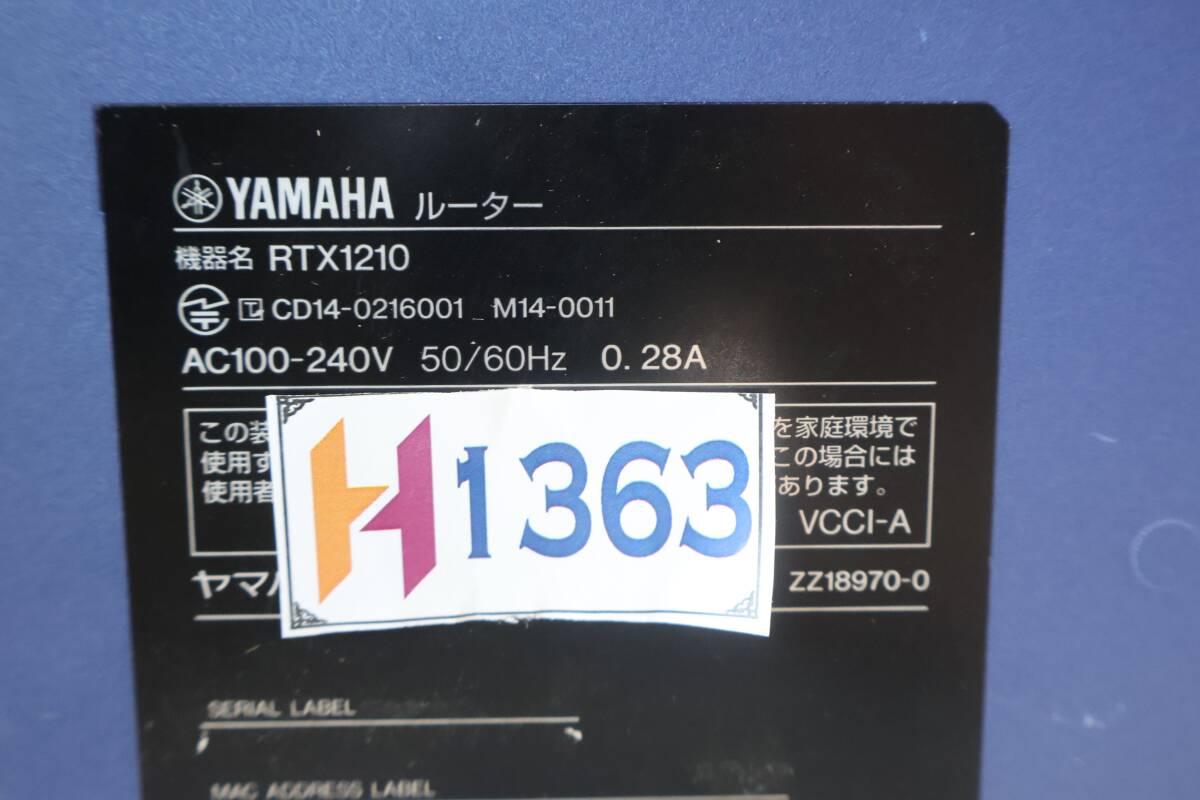 YAMAHA ルーター
機器名 RTX1210
T CD14-0216001 M14-0011
AC100-240V 50/60Hz 0.28A
この装 を家庭環境で
使用す この場合には
使用者 あります。
VCCI-A
H1363
ヤマハ ZZ18970-0
SERIAL LABEL
MAC ADDRESS LABEL